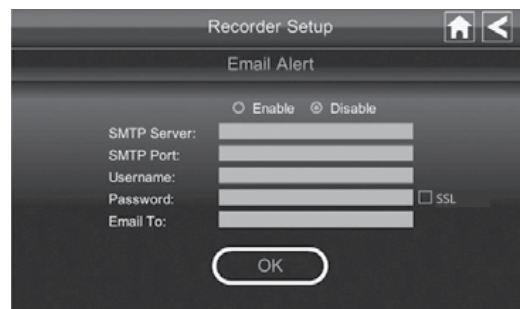 Recorder Setup
Email Alert
Enable Disable
SMTP Server:
SMTP Port:
Username:
Password: SSL
Email To:
OK